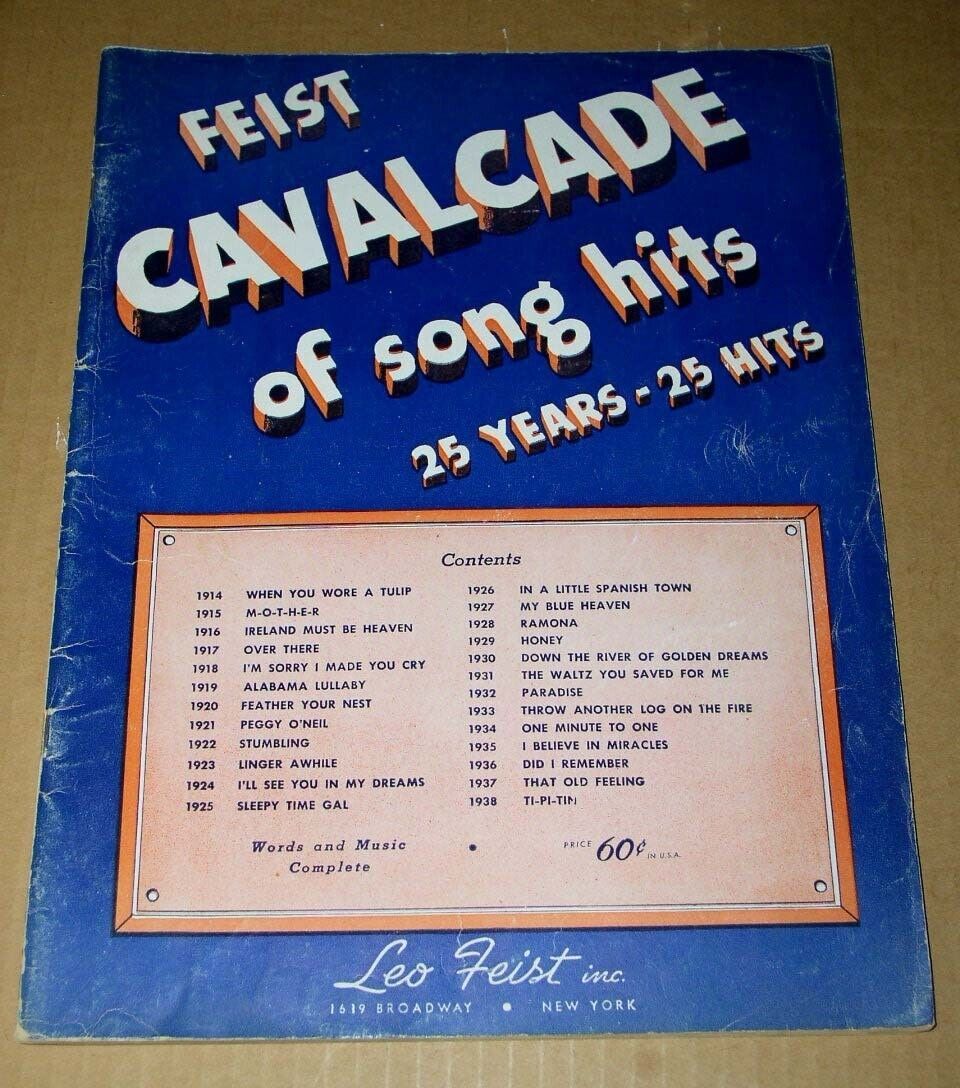 FEIST
CAVALCADE
of song hits
25 YEARS - 25 HITS
Contents
1914 WHEN YOU WORE A TULIP
1915 M-O-T-H-E-R
1916 IRELAND MUST BE HEAVEN
1917 OVER THERE
1918 I'M SORRY I MADE YOU CRY
1919 ALABAMA LULLABY
1920 FEATHER YOUR NEST
1921 PEGGY O'NEIL
1922 STUMBLING
1923 LINGER AWHILE
1924 I'LL SEE YOU IN MY DREAMS
1925 SLEEPY TIME GAL
1926 IN A LITTLE SPANISH TOWN
1927 MY BLUE HEAVEN
1928 RAMONA
1929 HONEY
1930 DOWN THE RIVER OF GOLDEN DREAMS
1931 THE WALTZ YOU SAVED FOR ME
1932 PARADISE
1933 THROW ANOTHER LOG ON THE FIRE
1934 ONE MINUTE TO ONE
1935 I BELIEVE IN MIRACLES
1936 DID I REMEMBER
1937 THAT OLD FEELING
1938 TI-PI-TIN
Words and Music
Complete
•
PRICE 60¢ IN U.S.A.
Leo Feist inc.
1619 BROADWAY • NEW YORK